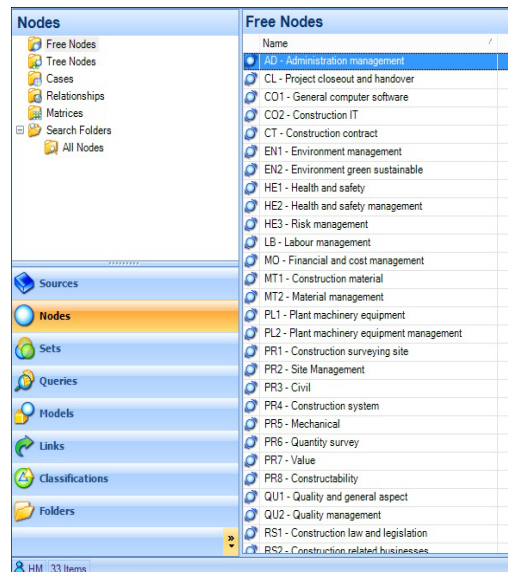 Nodes
Free Nodes
Tree Nodes
Cases
Relationships
Matrices
Search Folders
All Nodes
Sources
Nodes
Sets
Queries
Models
Links
Classifications
Folders
Free Nodes
Name
AD - Administration management
CL - Project closeout and handover
CO1 - General computer software
CO2 - Construction IT
CT - Construction contract
EN1 - Environment management
EN2 - Environment green sustainable
HE1 - Health and safety
HE2 - Health and safety management
HE3 - Risk management
LB - Labour management
MO - Financial and cost management
MT1 - Construction material
MT2 - Material management
PL1 - Plant machinery equipment
PL2 - Plant machinery equipment management
PR1 - Construction surveying site
PR2 - Site Management
PR3 - Civil
PR4 - Construction system
PR5 - Mechanical
PR6 - Quantity survey
PR7 - Value
PR8 - Constructability
QU1 - Quality and general aspect
QU2 - Quality management
RS1 - Construction law and legislation
RS2 - Construction related businesses
HM 33 Items